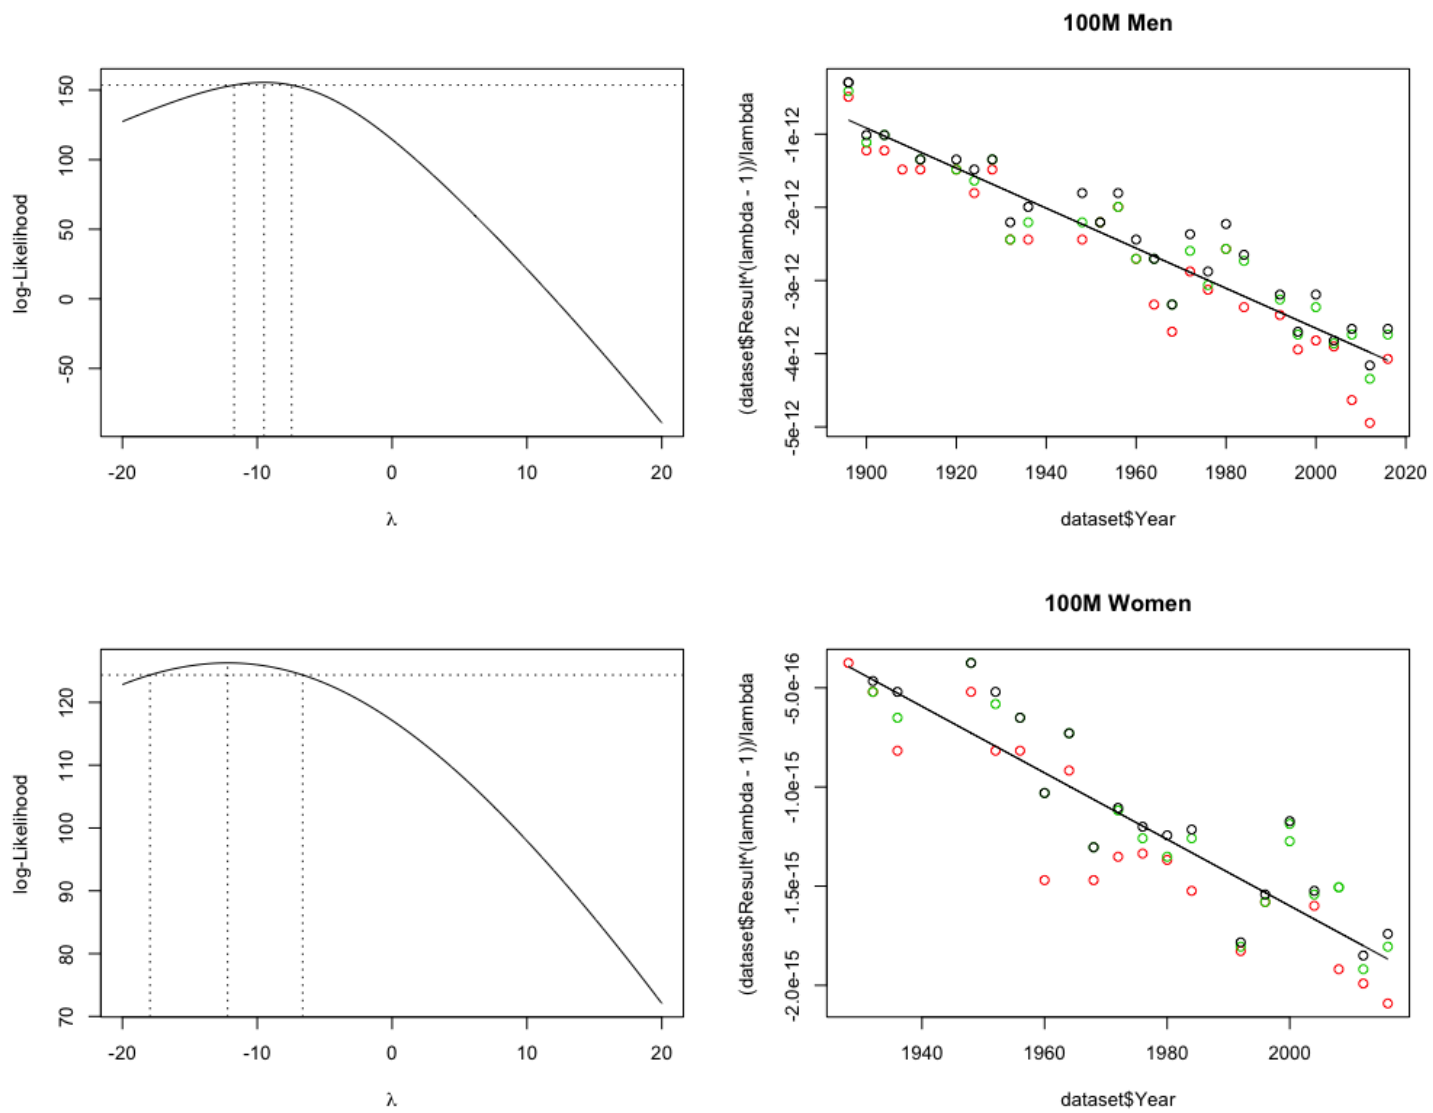 100M Men
log-Likelihood
150
100
50
0
-50
-20
-10
0
10
20
λ
(dataset$Result^(lambda - 1))/lambda
-1e-12
-2e-12
-3e-12
-4e-12
-5e-12
1900
1920
1940
1960
1980
2000
2020
dataset$Year
log-Likelihood
120
110
100
90
80
70
-20
-10
0
10
20
λ
100M Women
(dataset$Result^(lambda - 1))/lambda
-5.0e-16
-1.0e-15
-1.5e-15
-2.0e-15
1940
1960
1980
2000
dataset$Year